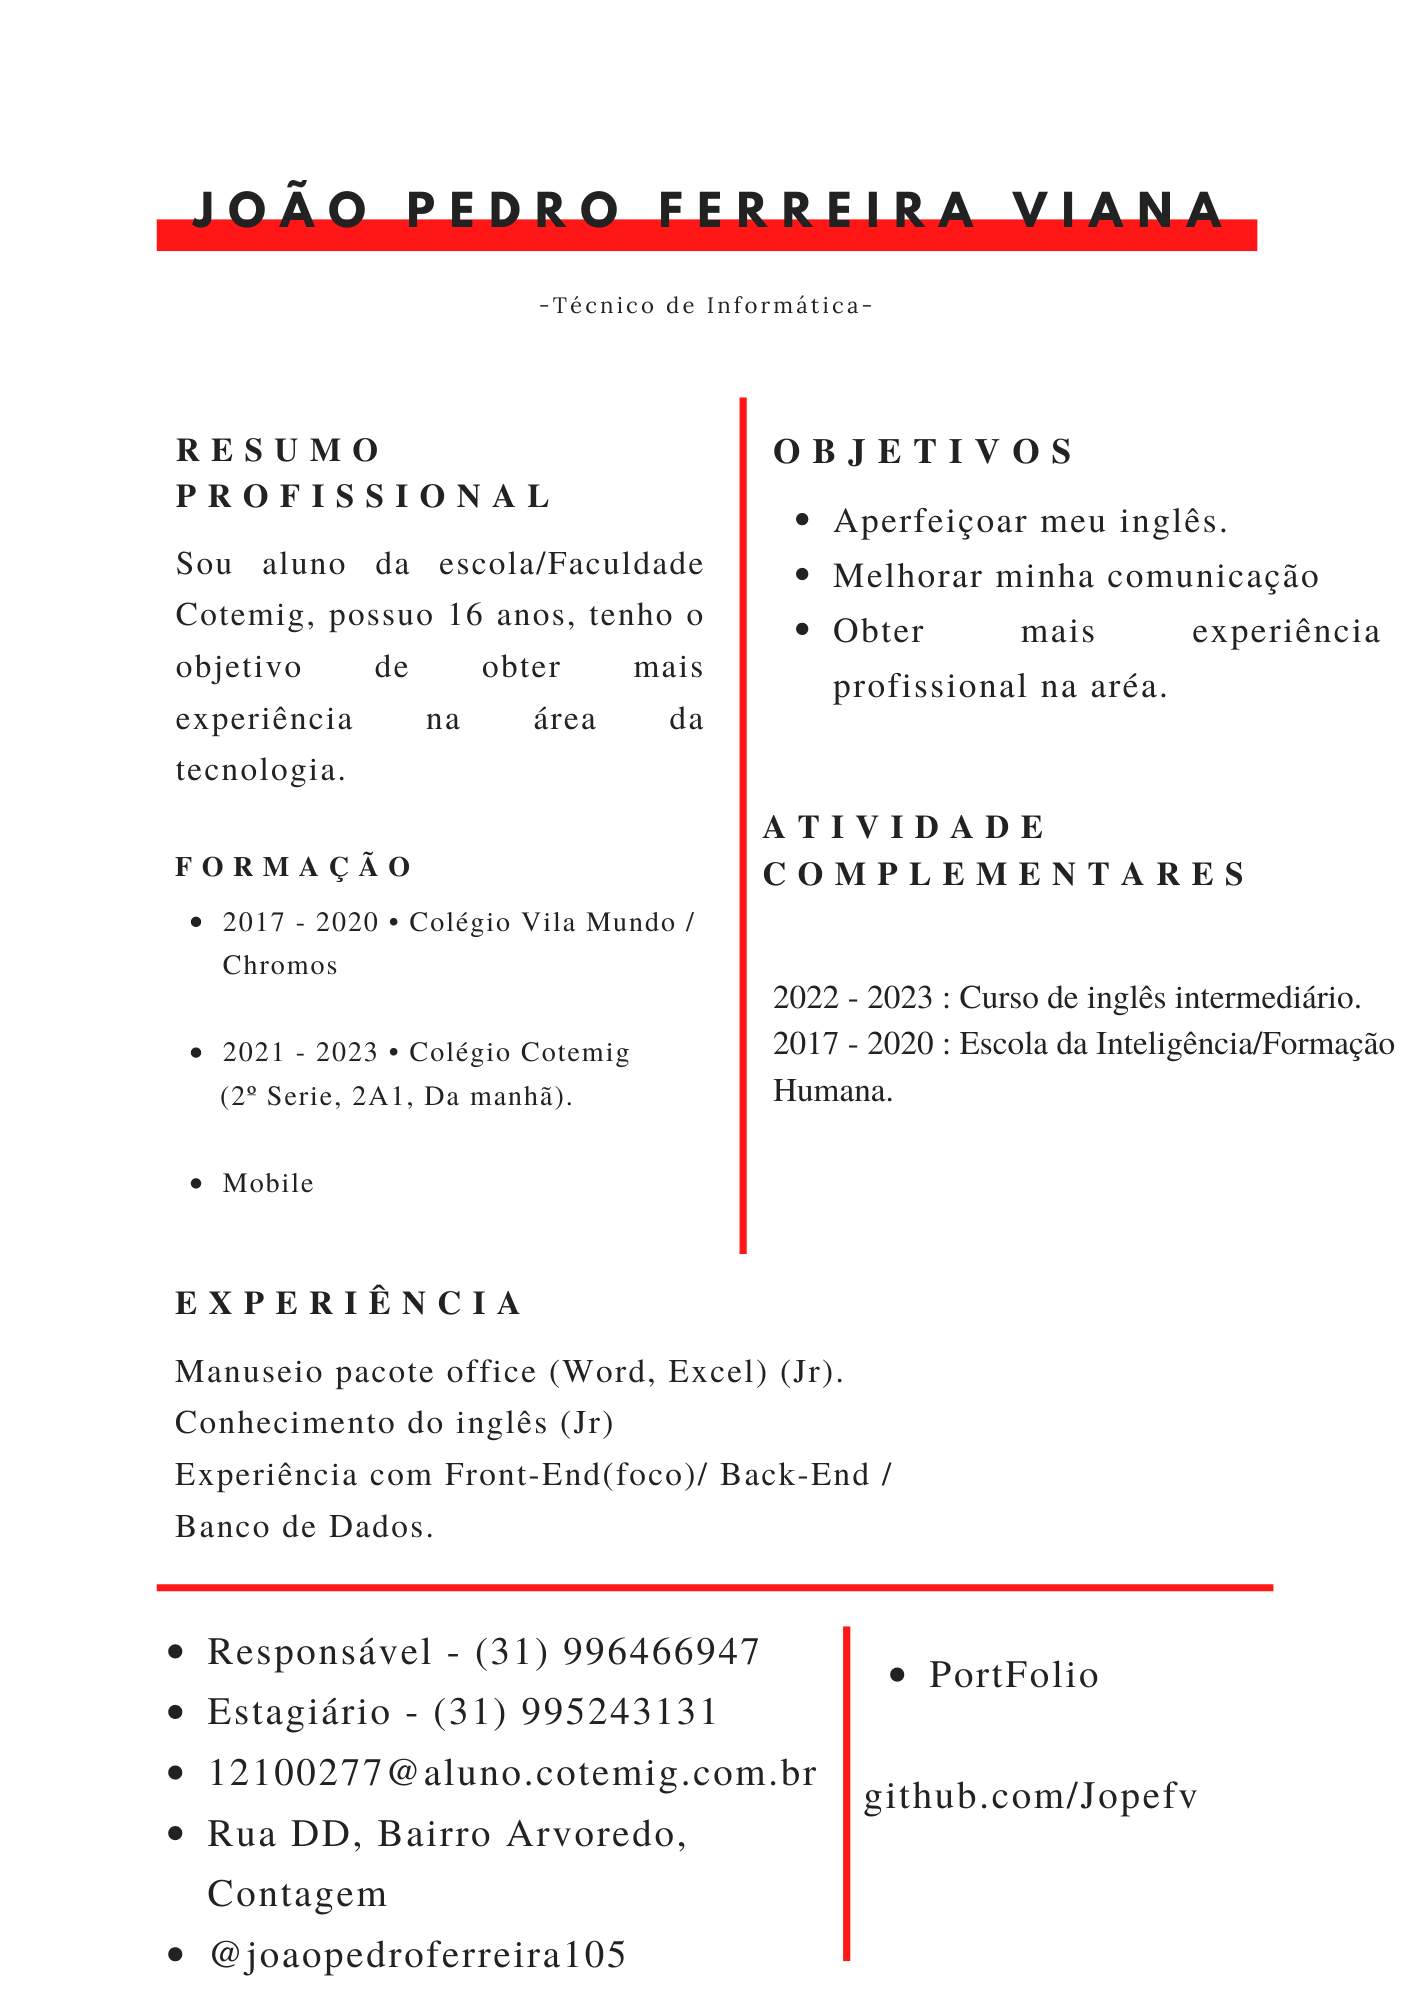 JOÃO PEDRO FERREIRA VIANA
-Técnico de Informática-
RESUMO
PROFISSIONAL
Sou aluno da escola/Faculdade
Cotemig, possuo 16 anos, tenho o
objetivo de obter mais
experiência na área da
tecnologia.
FORMAÇÃO
• 2017 - 2020 • Colégio Vila Mundo /
Chromos
• 2021 - 2023 • Colégio Cotemig
(2º Serie, 2A1, Da manhã).
• Mobile
OBJETIVOS
• Aperfeiçoar meu inglês.
• Melhorar minha comunicação
• Obter mais experiência
profissional na aréa.
ATIVIDADE
COMPLEMENTARES
2022 - 2023 : Curso de inglês intermediário.
2017 - 2020 : Escola da Inteligência/Formação
Humana.
EXPERIÊNCIA
Manuseio pacote office (Word, Excel) (Jr).
Conhecimento do inglês (Jr)
Experiência com Front-End(foco)/ Back-End /
Banco de Dados.
• Responsável - (31) 996466947
• Estagiário - (31) 995243131
• 12100277@aluno.cotemig.com.br
• Rua DD, Bairro Arvoredo,
Contagem
• @joaopedroferreira105
• PortFolio
github.com/Jopefv